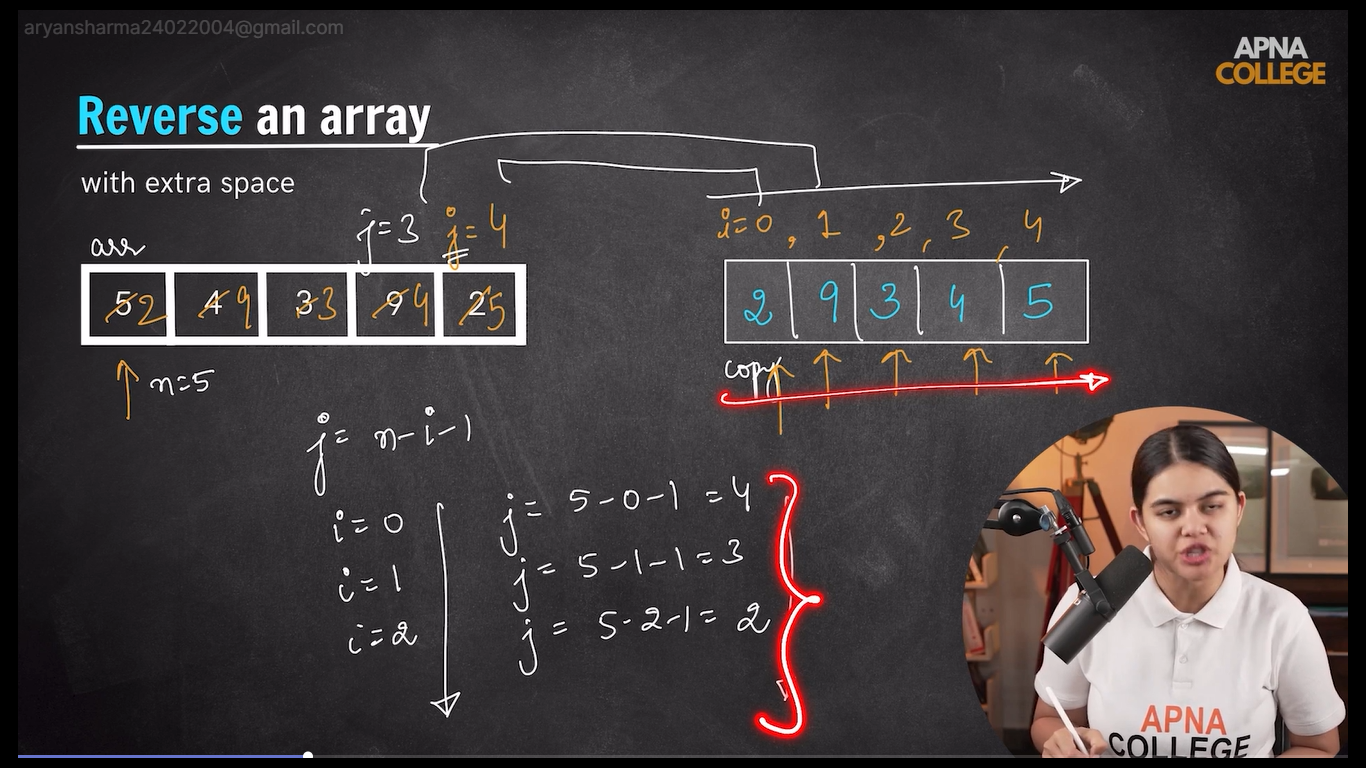 aryansharma24022004@gmail.com
APNA
COLLEGE
Reverse an array
with extra space
j=3 j=4
i=0, 1, 2, 3, 4
arr
5 2 4 9 3 3 9 4 2 5
2 9 3 4 5
copy
n=5
j= n-i-1
i=0 j= 5-0-1=4
i=1 j= 5-1-1=3
i=2 j= 5-2-1=2
APNA
COLLEGE